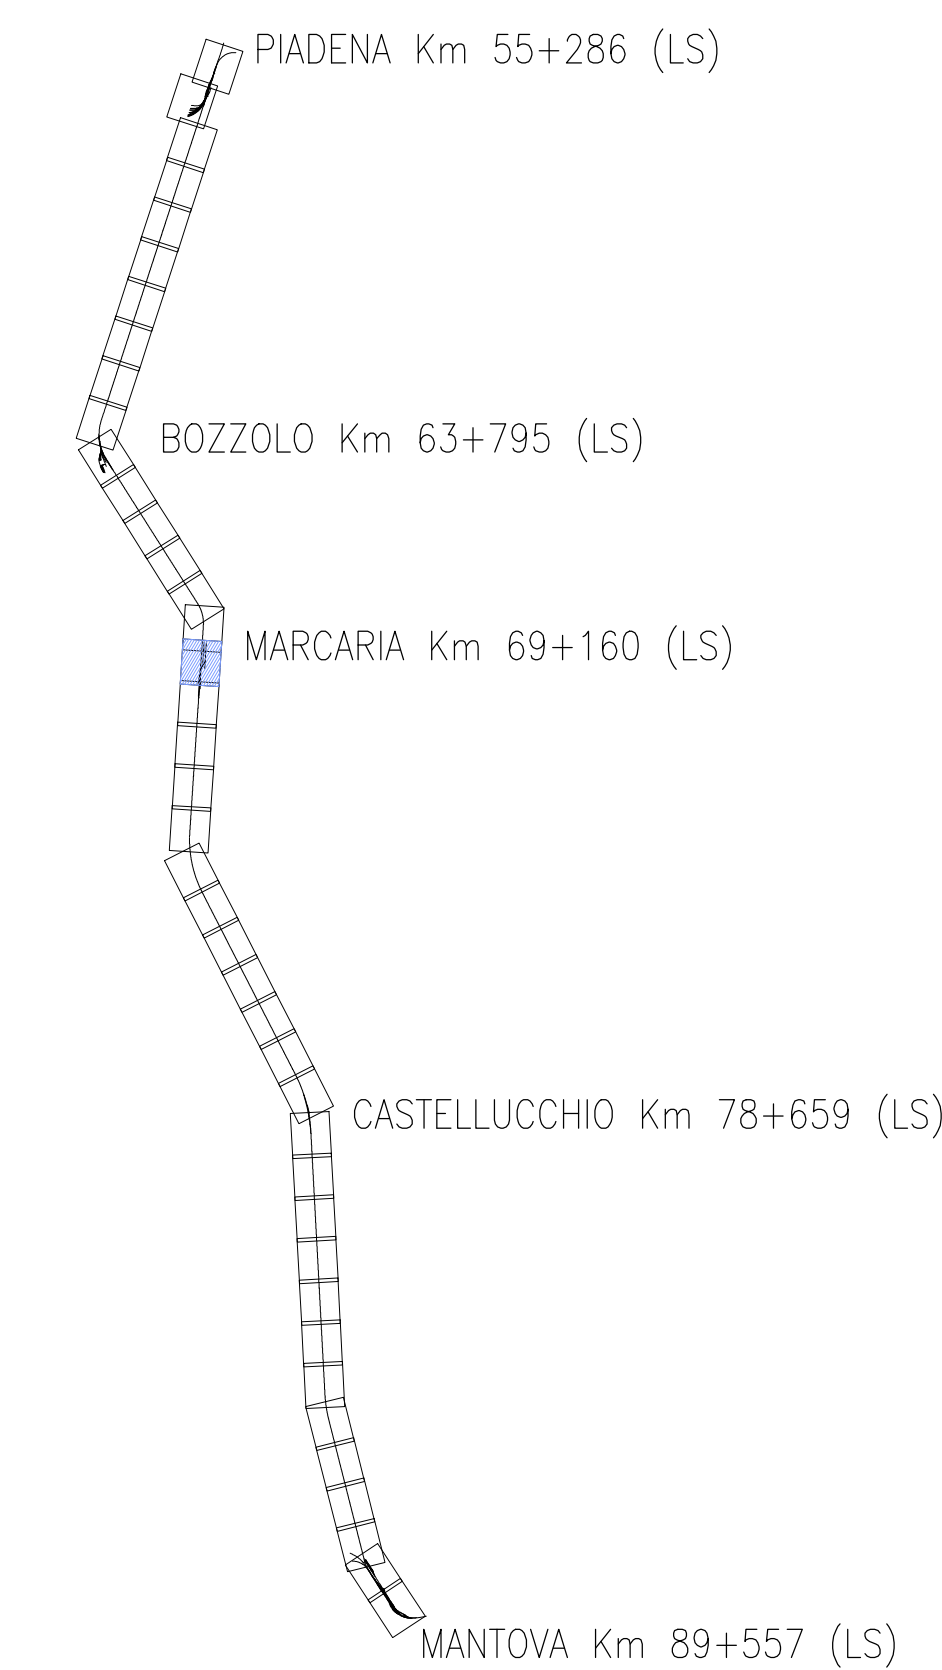 PIADENA Km 55+286 (LS)
BOZZOLO Km 63+795 (LS)
MARCARIA Km 69+160 (LS)
CASTELLUCCHIO Km 78+659 (LS)
MANTOVA Km 89+557 (LS)